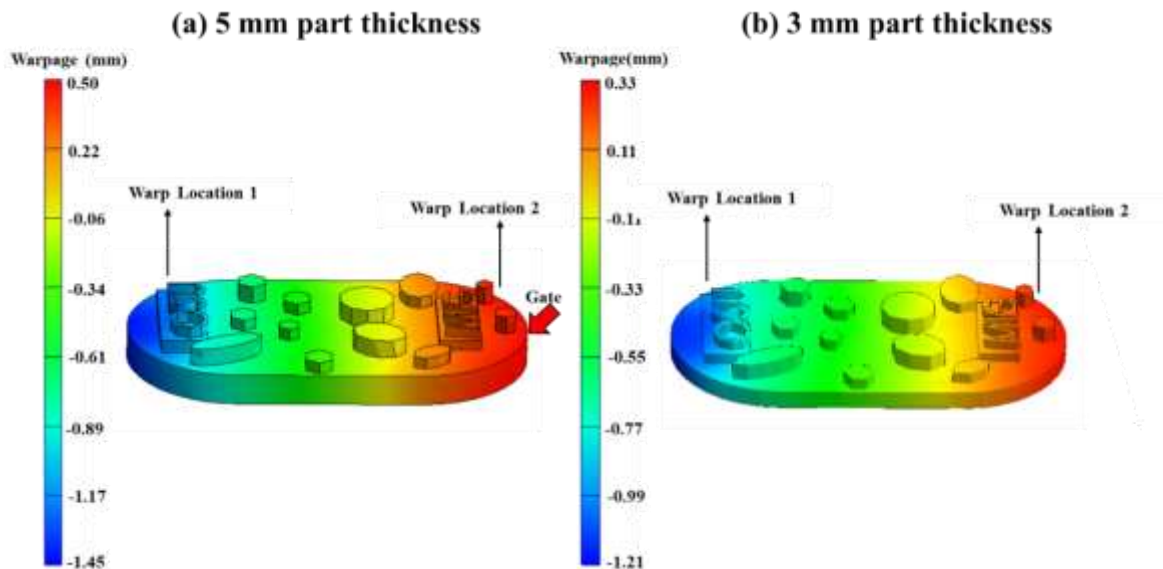 (a) 5 mm part thickness
(b) 3 mm part thickness
Warpage (mm)
0.50
0.22
-0.06
-0.34
-0.61
-0.89
-1.17
-1.45
Warp Location 1
Warp Location 2
Gate
Warpage(mm)
0.33
0.11
-0.1
-0.33
-0.55
-0.77
-0.99
-1.21
Warp Location 1
Warp Location 2